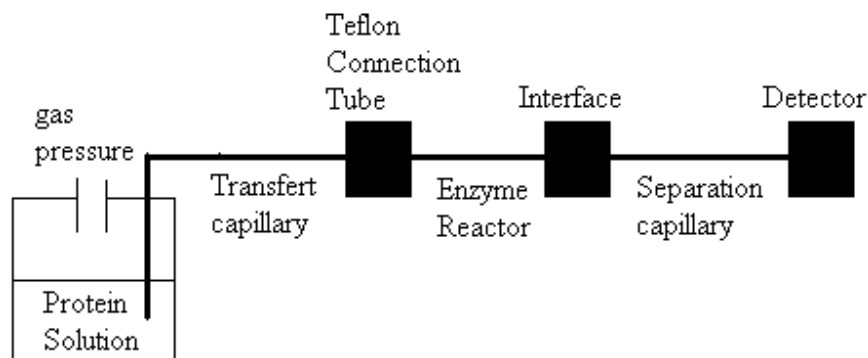 Teflon
Connection
Tube
Interface
Detector
gas
pressure
Transfert
capillary
Enzyme
Reactor
Separation
capillary
Protein
Solution